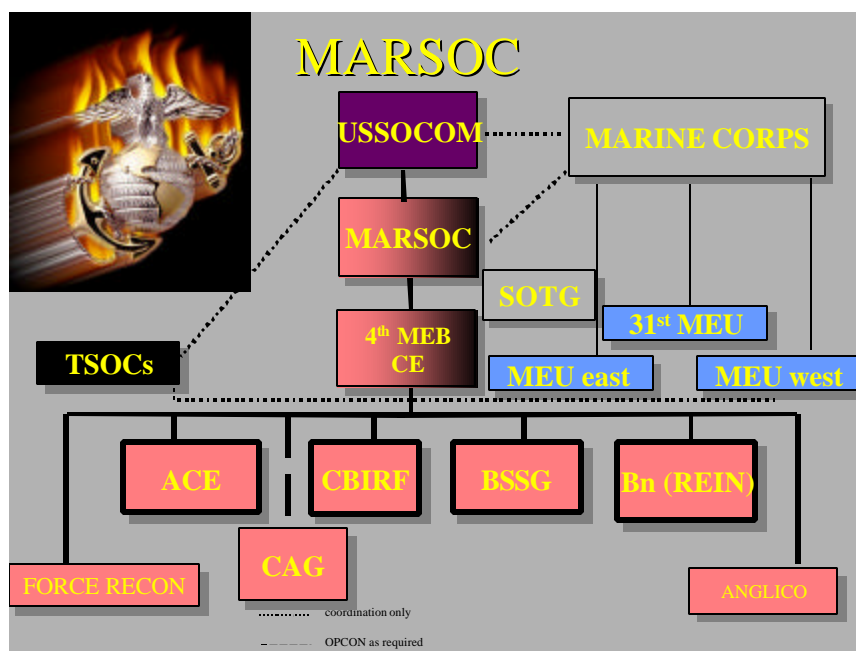 MARSOC
USSOCOM
MARINE CORPS
MARSOC
SOTG
4th MEB
CE
31st MEU
TSOCs
MEU east
MEU west
ACE
CBIRF
BSSG
Bn (REIN)
FORCE RECON
CAG
ANGLICO
coordination only
OPCON as required